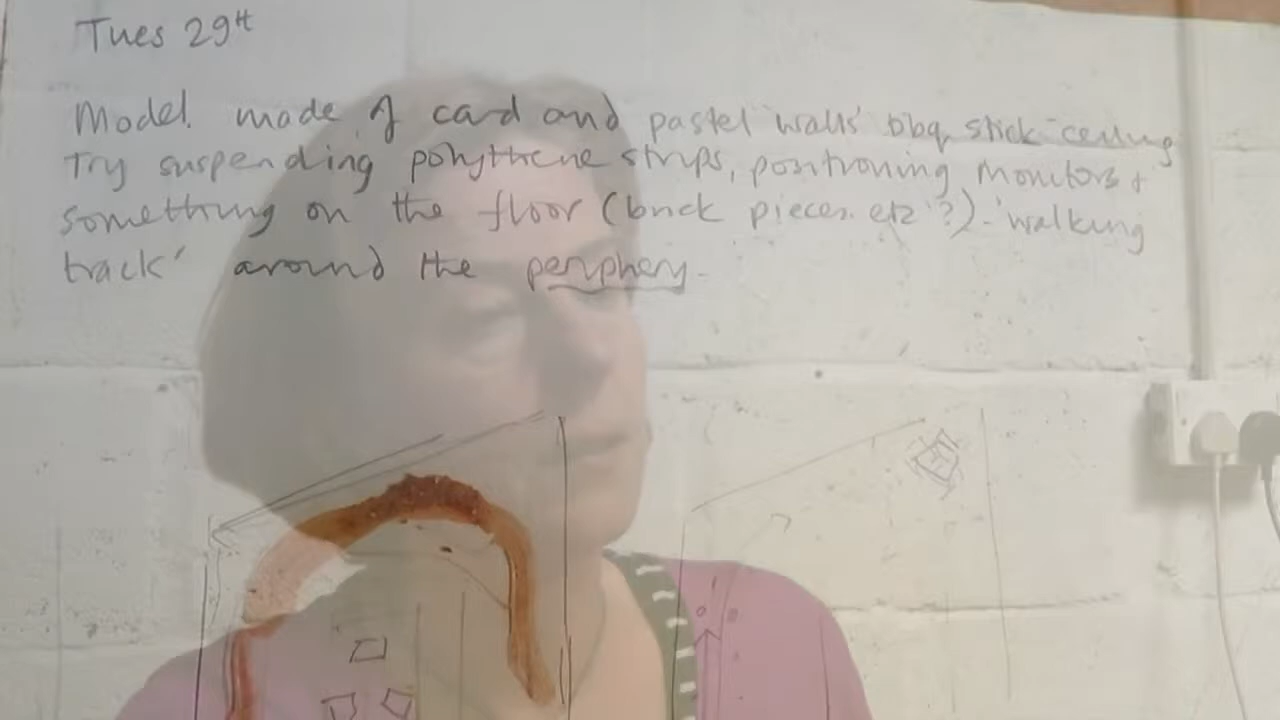 Tues 29th
Model made of card and pastel 'walls' bbq stick ceiling
Try suspending polythene strips, positioning monitors +
something on the floor (brick pieces etc ?) - 'walking
track' around the periphery.